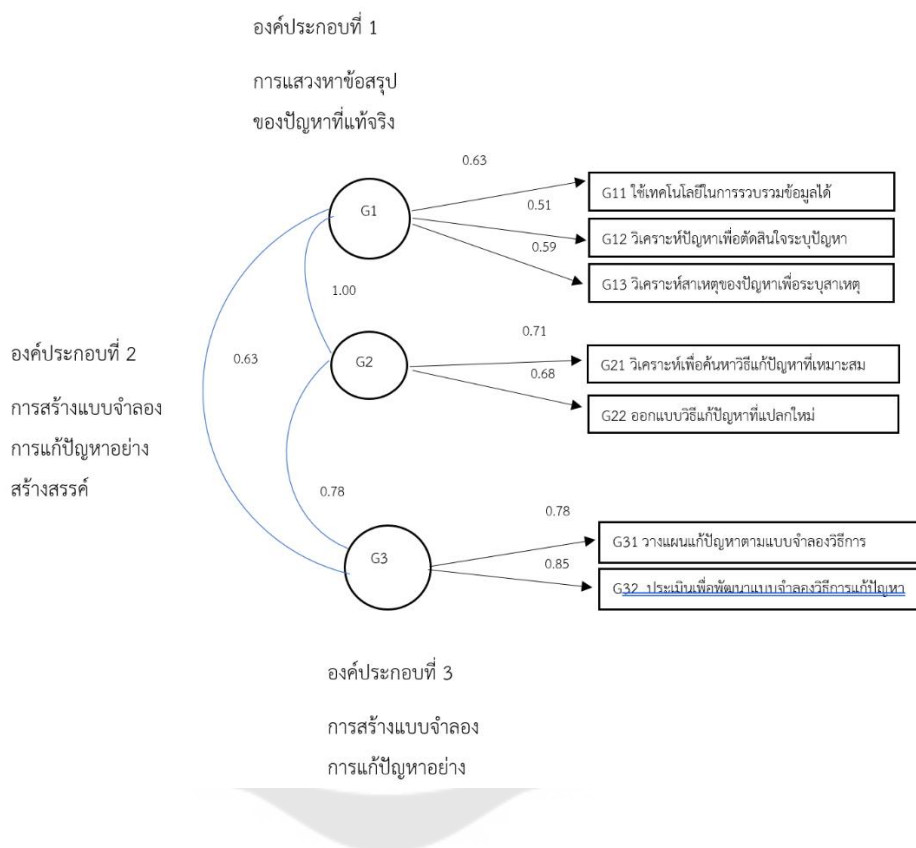 องค์ประกอบที่ 1
การแสวงหาข้อสรุป
ของปัญหาที่แท้จริง
0.63
G1
G11 ใช้เทคโนโลยีในการรวบรวมข้อมูลได้
0.51
G12 วิเคราะห์ปัญหาเพื่อตัดสินใจระบุปัญหา
0.59
G13 วิเคราะห์สาเหตุของปัญหาเพื่อระบุสาเหตุ
1.00
องค์ประกอบที่ 2
การสร้างแบบจำลอง
การแก้ปัญหาอย่าง
สร้างสรรค์
0.63
G2
0.71
G21 วิเคราะห์เพื่อค้นหาวิธีแก้ปัญหาที่เหมาะสม
0.68
G22 ออกแบบวิธีแก้ปัญหาที่แปลกใหม่
0.78
G3
0.78
G31 วางแผนแก้ปัญหาตามแบบจำลองวิธีการ
0.85
G32 ประเมินเพื่อพัฒนาแบบจำลองวิธีการแก้ปัญหา
องค์ประกอบที่ 3
การสร้างแบบจำลอง
การแก้ปัญหาอย่าง